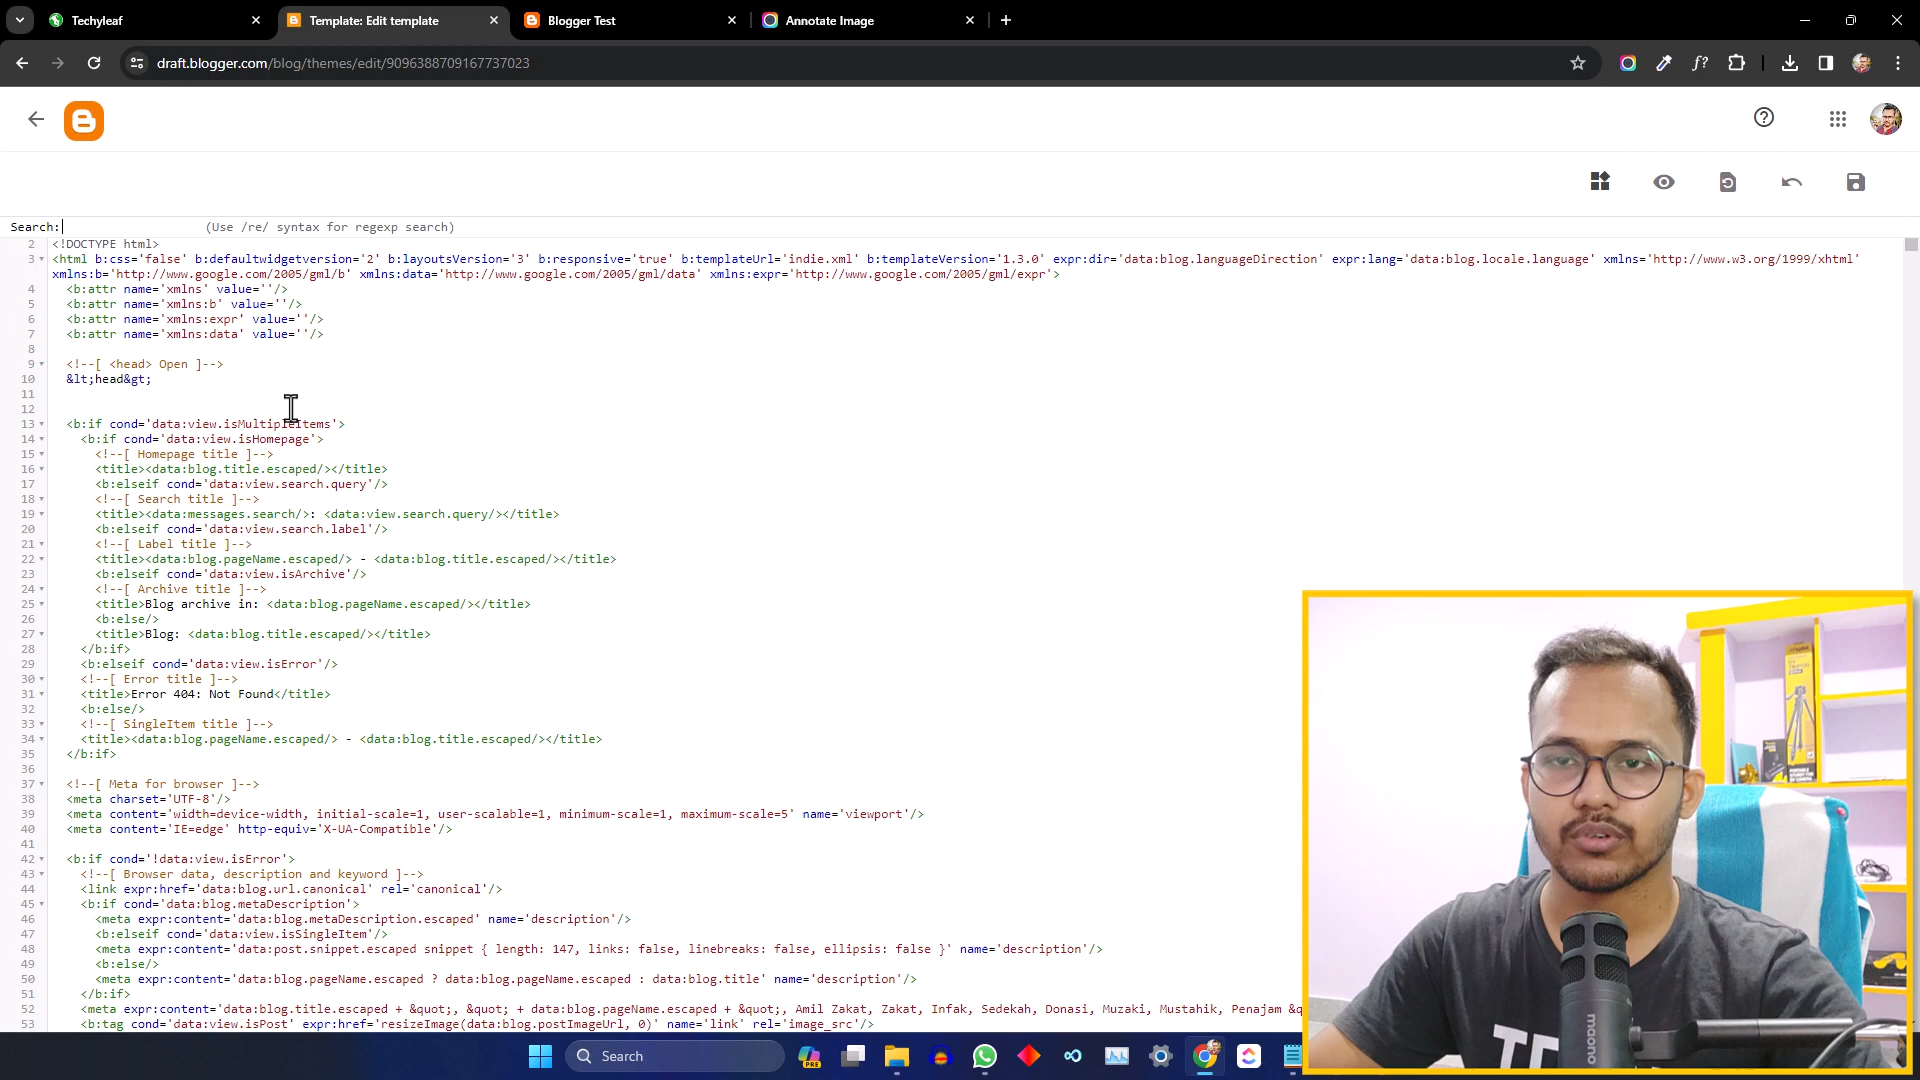 Techyleaf
Template: Edit template
Blogger Test
Annotate Image
draft.blogger.com/blog/themes/edit/9096388709167737023
f?
Search: (Use /re/ syntax for regexp search)
2 <!DOCTYPE html>
3 <html b:css='false' b:defaultwidgetversion='2' b:layoutsVersion='3' b:responsive='true' b:templateUrl='indie.xml' b:templateVersion='1.3.0' expr:dir='data:blog.languageDirection' expr:lang='data:blog.locale.language' xmlns='http://www.w3.org/1999/xhtml'
xmlns:b='http://www.google.com/2005/gml/b' xmlns:data='http://www.google.com/2005/gml/data' xmlns:expr='http://www.google.com/2005/gml/expr'>
4 <b:attr name='xmlns' value=''/>
5 <b:attr name='xmlns:b' value=''/>
6 <b:attr name='xmlns:expr' value=''/>
7 <b:attr name='xmlns:data' value=''/>
8
9 <!--[ <head> Open ]-->
10 &lt;head&gt;
11
12
13 <b:if cond='data:view.isMultipleItems'>
14 <b:if cond='data:view.isHomepage'>
15 <!--[ Homepage title ]-->
16 <title><data:blog.title.escaped/></title>
17 <b:elseif cond='data:view.search.query'/>
18 <!--[ Search title ]-->
19 <title><data:messages.search/>: <data:view.search.query/></title>
20 <b:elseif cond='data:view.search.label'/>
21 <!--[ Label title ]-->
22 <title><data:blog.pageName.escaped/> - <data:blog.title.escaped/></title>
23 <b:elseif cond='data:view.isArchive'/>
24 <!--[ Archive title ]-->
25 <title>Blog archive in: <data:blog.pageName.escaped/></title>
26 <b:else/>
27 <title>Blog: <data:blog.title.escaped/></title>
28 </b:if>
29 <b:elseif cond='data:view.isError'/>
30 <!--[ Error title ]-->
31 <title>Error 404: Not Found</title>
32 <b:else/>
33 <!--[ SingleItem title ]-->
34 <title><data:blog.pageName.escaped/> - <data:blog.title.escaped/></title>
35 </b:if>
36
37 <!--[ Meta for browser ]-->
38 <meta charset='UTF-8'/>
39 <meta content='width=device-width, initial-scale=1, user-scalable=1, minimum-scale=1, maximum-scale=5' name='viewport'/>
40 <meta content='IE=edge' http-equiv='X-UA-Compatible'/>
41
42 <b:if cond='!data:view.isError'>
43 <!--[ Browser data, description and keyword ]-->
44 <link expr:href='data:blog.url.canonical' rel='canonical'/>
45 <b:if cond='data:blog.metaDescription'>
46 <meta expr:content='data:blog.metaDescription.escaped' name='description'/>
47 <b:elseif cond='data:view.isSingleItem'/>
48 <meta expr:content='data:post.snippet.escaped snippet { length: 147, links: false, linebreaks: false, ellipsis: false }' name='description'/>
49 <b:else/>
50 <meta expr:content='data:blog.pageName.escaped ? data:blog.pageName.escaped : data:blog.title' name='description'/>
51 </b:if>
52 <meta expr:content='data:blog.title.escaped + &quot;, &quot; + data:blog.pageName.escaped + &quot;, Amil Zakat, Zakat, Infak, Sedekah, Donasi, Muzaki, Mustahik, Penajam &q
53 <b:tag cond='data:view.isPost' expr:href='resizeImage(data:blog.postImageUrl, 0)' name='link' rel='image_src'/>
mono
Search
PRE